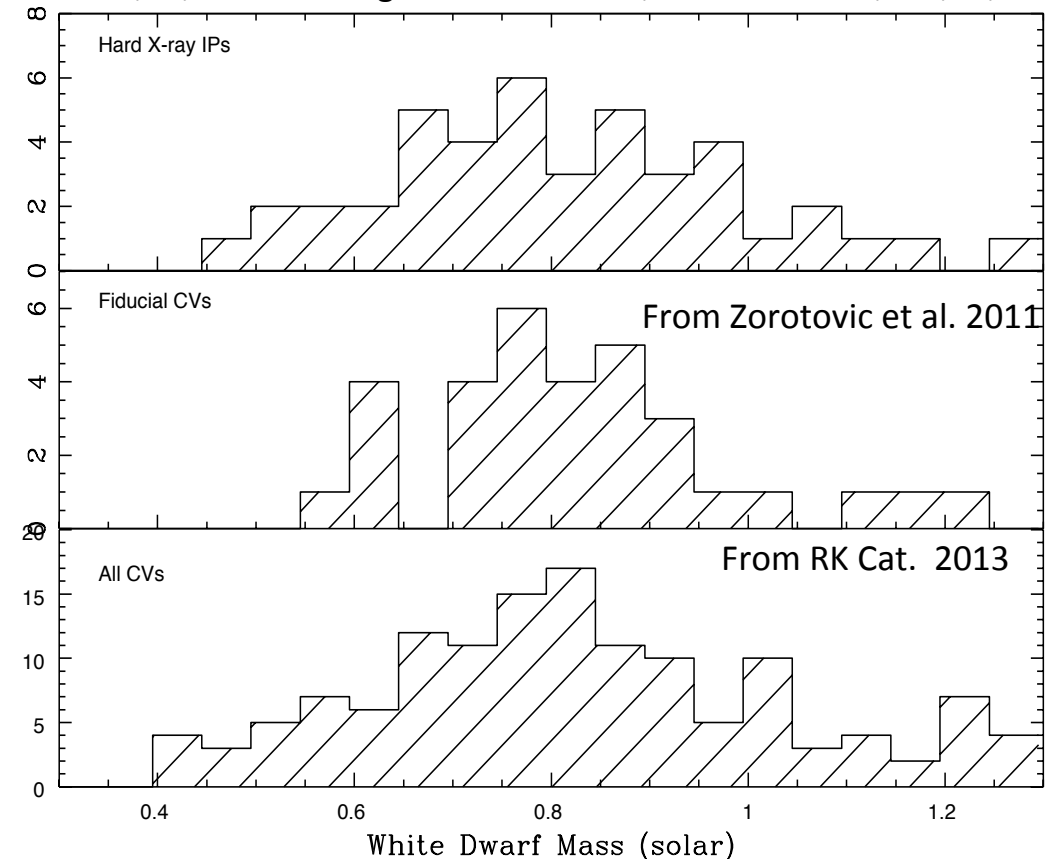 8
Hard X-ray IPs
6
4
2
0
Fiducial CVs
From Zorotovic et al. 2011
6
4
2
0
20
All CVs
From RK Cat. 2013
15
10
5
0
0.4 0.6 0.8 1 1.2
White Dwarf Mass (solar)